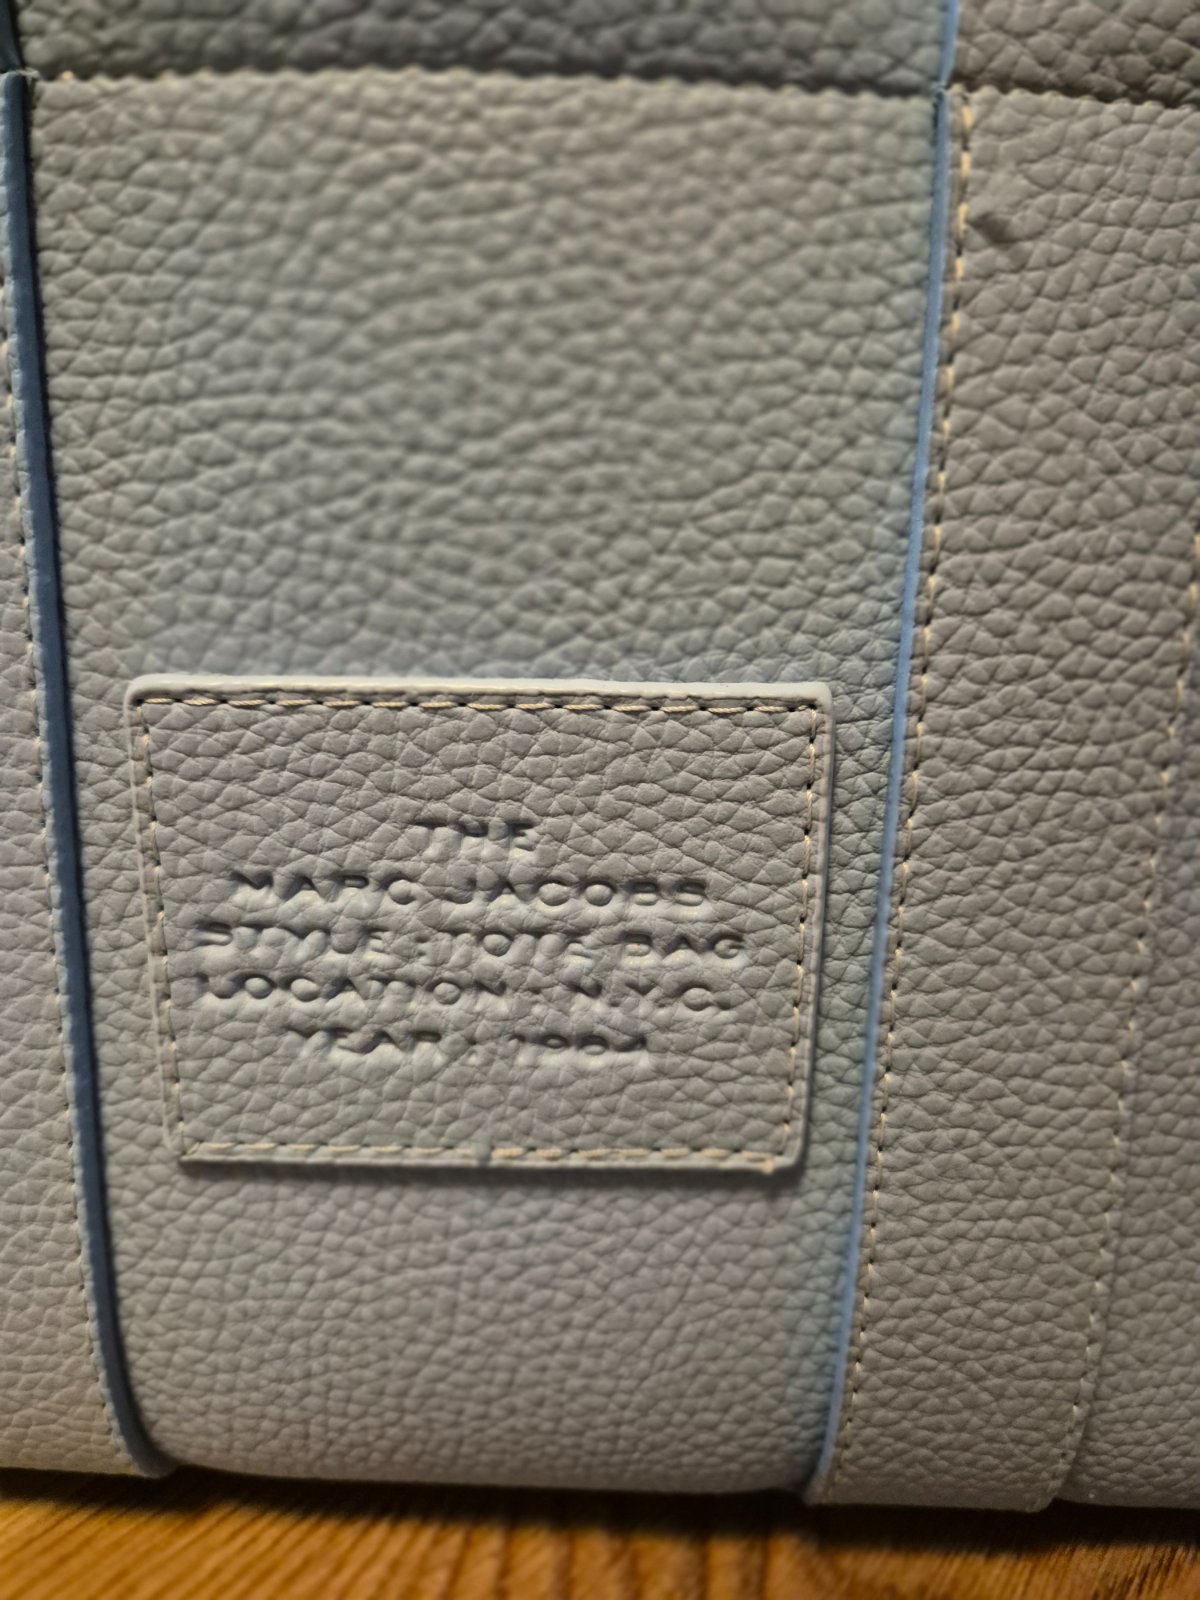 THE
MARC JACOBS
STYLE : TOTE BAG
LOCATION : N.Y.C.
YEAR : 1984